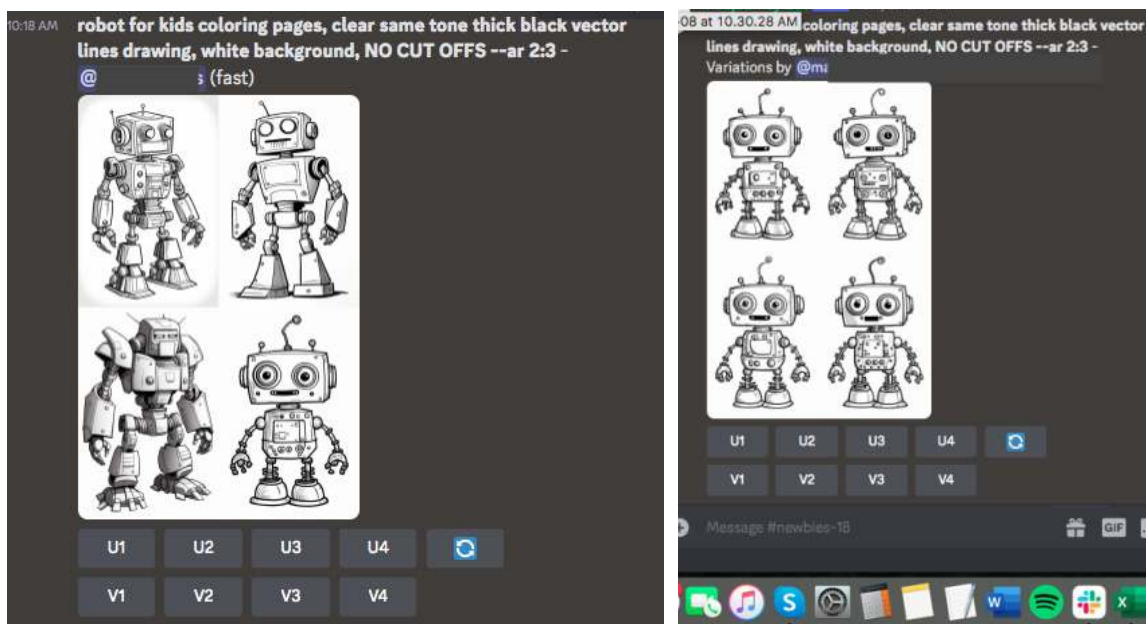 10:18 AM robot for kids coloring pages, clear same tone thick black vector
lines drawing, white background, NO CUT OFFS --ar 2:3 -
@ s (fast)
U1 U2 U3 U4
V1 V2 V3 V4
-08 at 10.30.28 AM coloring pages, clear same tone thick black vector
lines drawing, white background, NO CUT OFFS --ar 2:3 -
Variations by @ma
U1 U2 U3 U4
V1 V2 V3 V4
Message #newbies-18
GIF